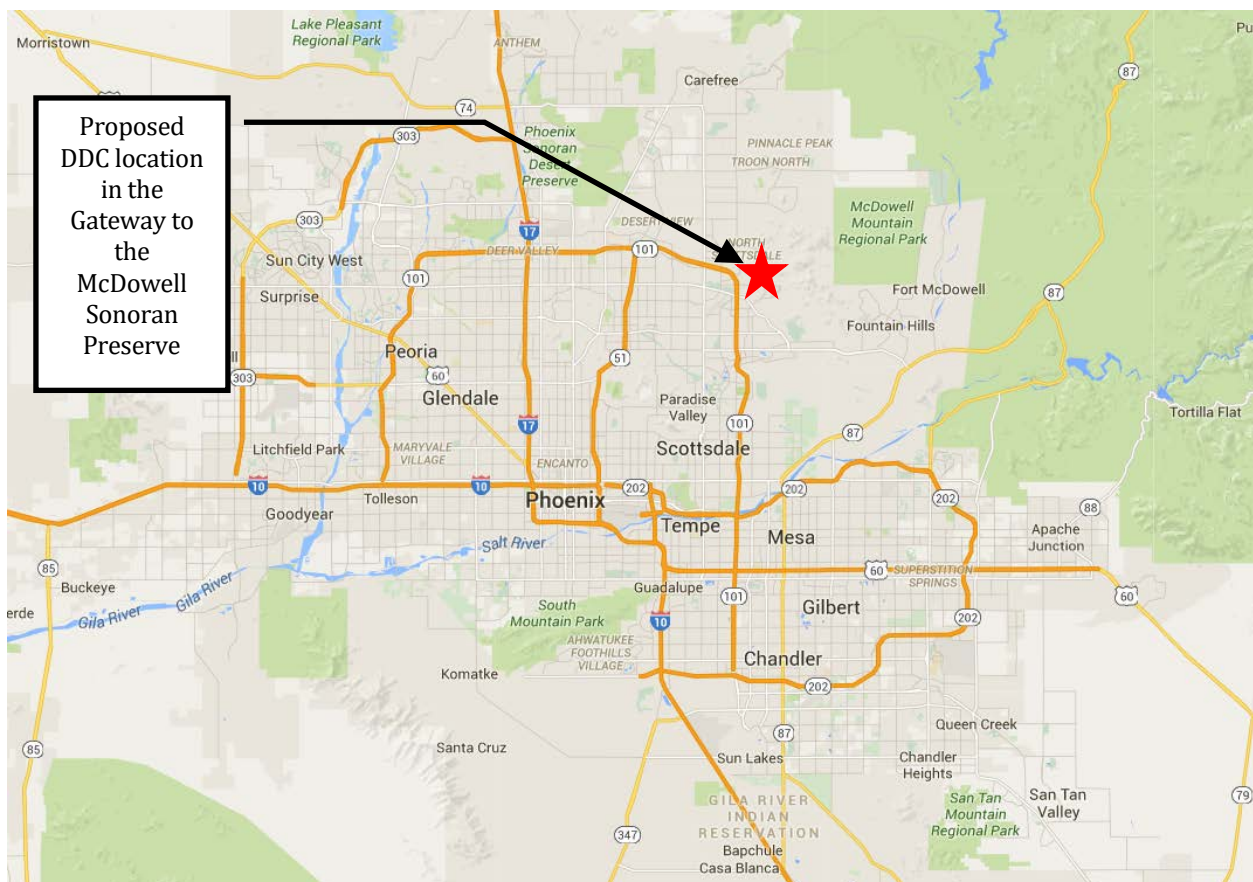 Lake Pleasant
Regional Park
Morristown
ANTHEM
Pu
Carefree
87
74
Proposed
DDC location
in the
Gateway to
the
McDowell
Sonoran
Preserve
303
Phoenix
Sonoran
Desert
Preserve
PINNACLE PEAK
TROON NORTH
McDowell
Mountain
Regional Park
303
DESERT VIEW
17
DEER VALLEY
101
NORTH
SCOTTSDALE
Sun City West
101
Surprise
Fort McDowell
87
Fountain Hills
Peoria
51
60
303
Glendale
Paradise
Valley
Tortilla Flat
17
101
87
Litchfield Park
MARYVALE
VILLAGE
Scottsdale
ENCANTO
10
Tolleson
10
Phoenix
202
202
202
Goodyear
88
Tempe
Mesa
Apache
Junction
Salt River
85
Buckeye
Gila River
Gila River
erde
Guadalupe
60
SUPERSTITION
SPRINGS
60
101
South
Mountain Park
10
Gilbert
202
AHWATUKEE
FOOTHILLS
VILLAGE
Chandler
Komatke
202
Queen Creek
85
Santa Cruz
87
Sun Lakes
Chandler
Heights
GILA RIVER
INDIAN
RESERVATION
San Tan
Mountain
Regional Park
San Tan
Valley
79
347
Bapchule
Casa Blanca